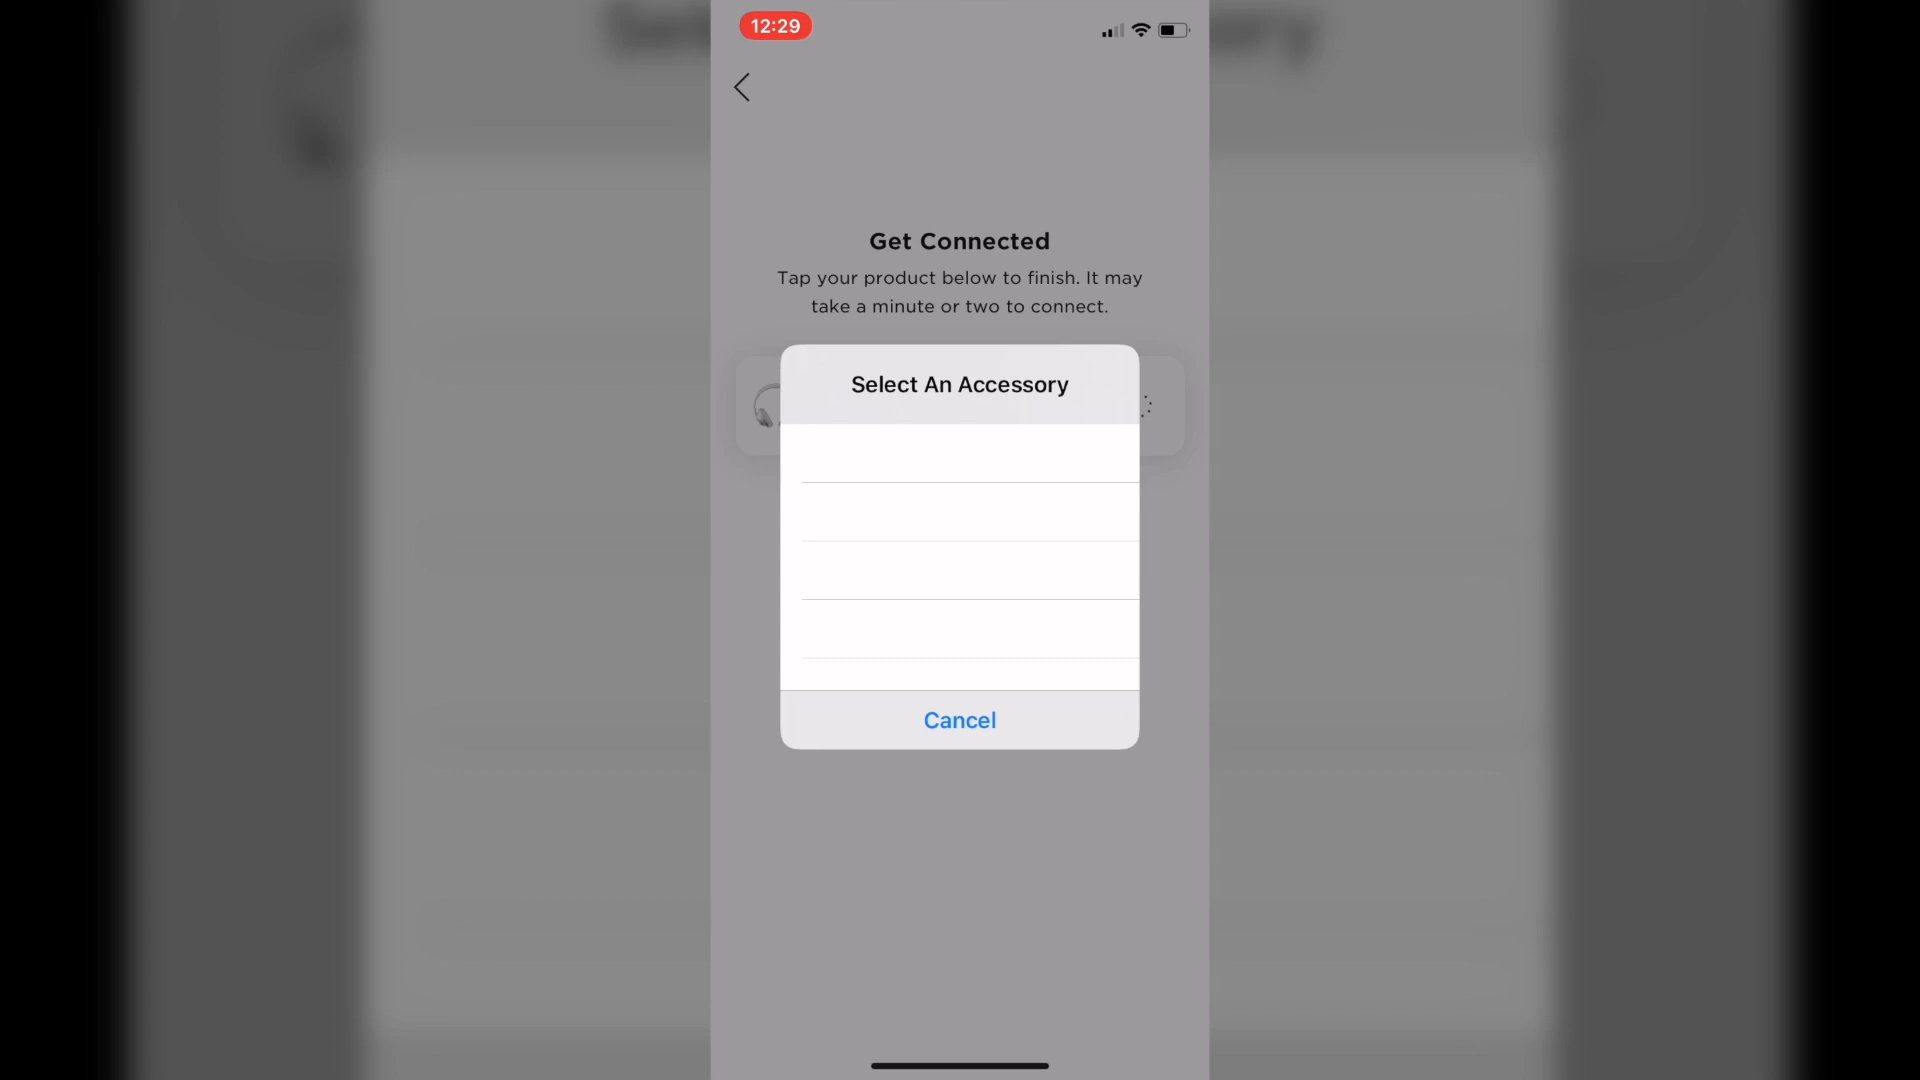 12:29
Get Connected
Tap your product below to finish. It may
take a minute or two to connect.
Select An Accessory
Cancel